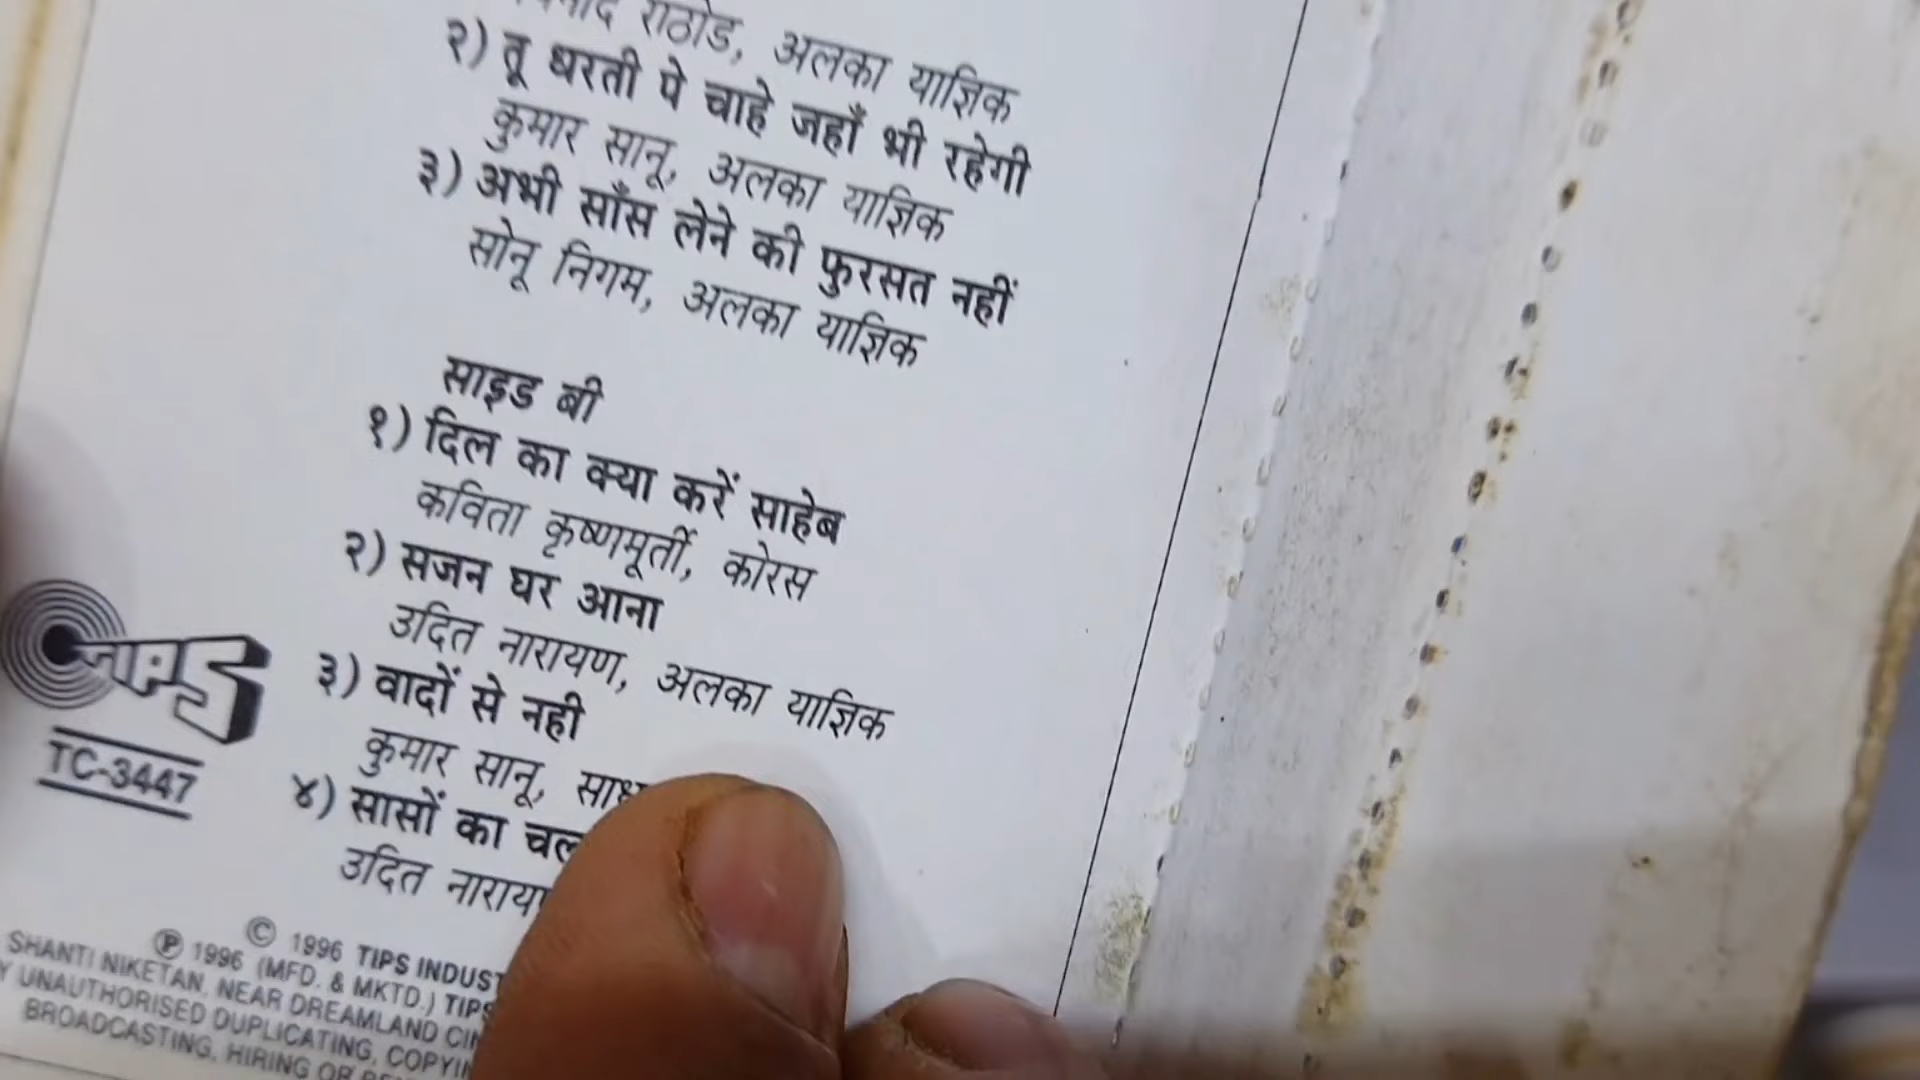 राठोड, अलका याज्ञिक
२) तू धरती पे चाहे जहाँ भी रहेगी
कुमार सानू, अलका याज्ञिक
३) अभी साँस लेने की फुरसत नहीं
सोनू निगम, अलका याज्ञिक
साइड बी
१) दिल का क्या करें साहेब
कविता कृष्णमूर्ती, कोरस
२) सजन घर आना
उदित नारायण, अलका याज्ञिक
३) वादों से नही
कुमार सानू,
४) सासों का
उदित
TIPS
TC-3447
© 1996 TIPS
℗ 1996 (MFD. & MKTD.) TIPS
SHANTI NIKETAN, NEAR DREAMLAND
UNAUTHORISED DUPLICATING,
BROADCASTING, HIRING OR